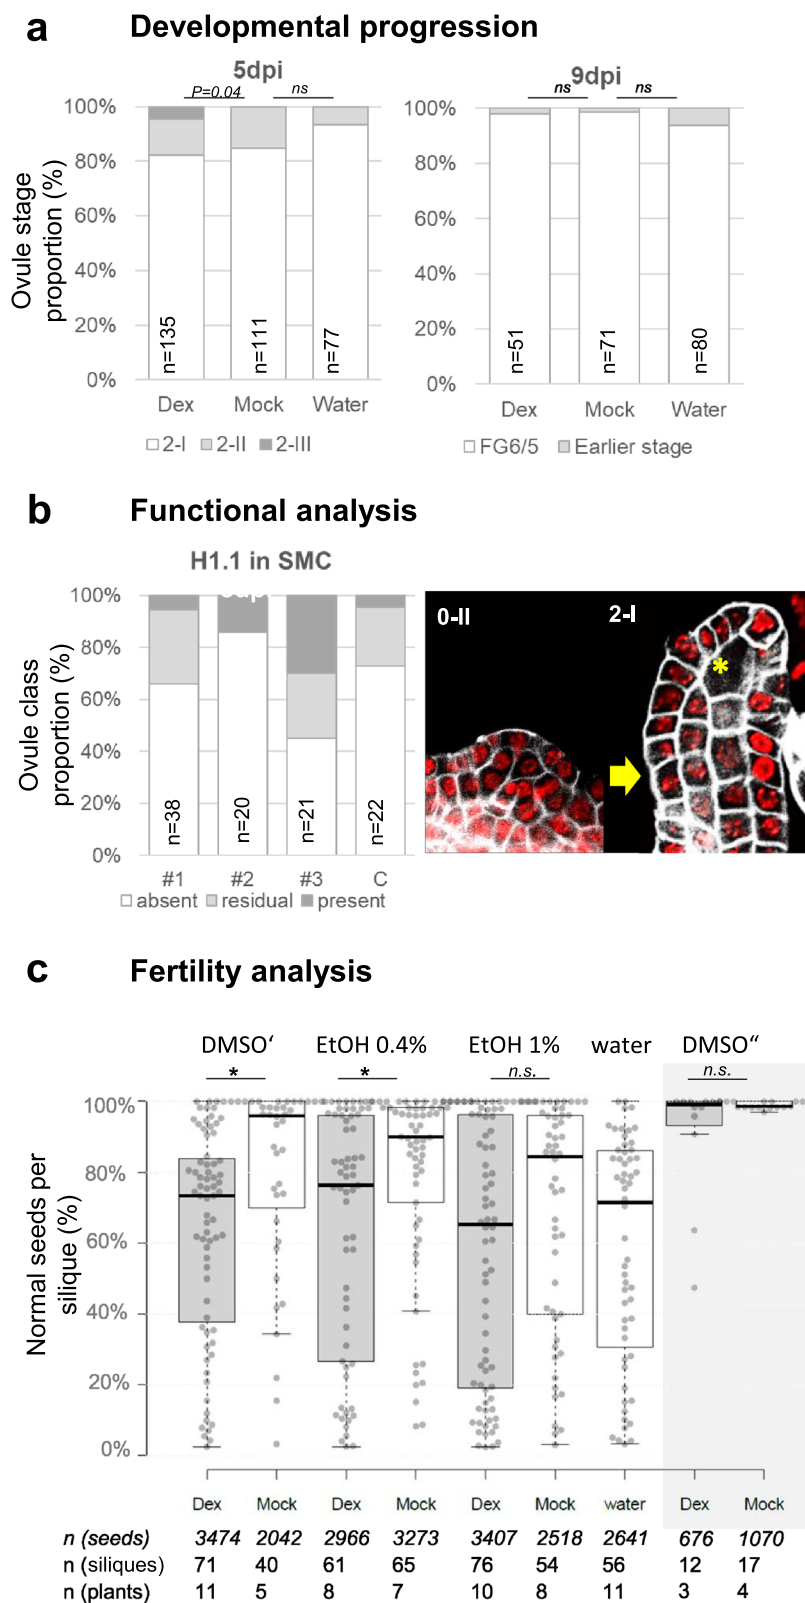 a Developmental progression
5dpi
9dpi
P=0.04 ns
ns ns
Ovule stage
proportion (%)
100%
80%
60%
40%
20%
0%
n=135 n=111 n=77
Dex Mock Water
2-I 2-II 2-III
100%
80%
60%
40%
20%
0%
n=51 n=71 n=80
Dex Mock Water
FG6/5 Earlier stage
b Functional analysis
H1.1 in SMC
Ovule class
proportion (%)
100%
80%
60%
40%
20%
0%
n=38 n=20 n=21 n=22
#1 #2 #3 C
absent residual present
0-II 2-I
*
c Fertility analysis
DMSO‘ EtOH 0.4% EtOH 1% water DMSO“
* * n.s. n.s.
Normal seeds per
silique (%)
100%
80%
60%
40%
20%
0%
Dex Mock Dex Mock Dex Mock water Dex Mock
n (seeds) 3474 2042 2966 3273 3407 2518 2641 676 1070
n (siliques) 71 40 61 65 76 54 56 12 17
n (plants) 11 5 8 7 10 8 11 3 4